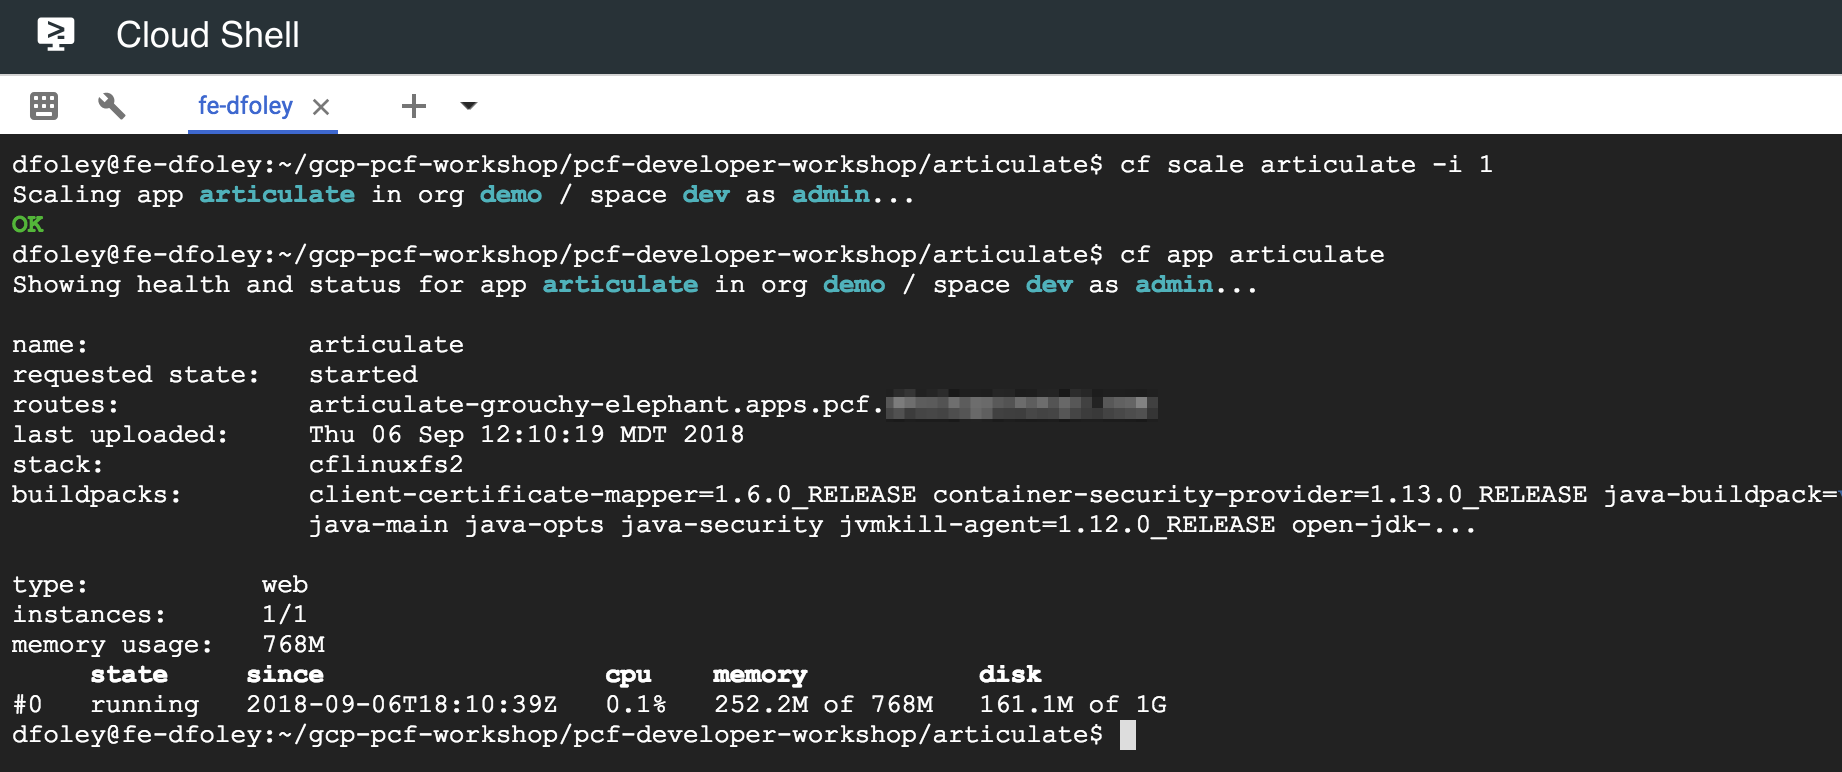 Cloud Shell
fe-dfoley
dfoley@fe-dfoley:~/gcp-pcf-workshop/pcf-developer-workshop/articulate$ cf scale articulate -i 1
Scaling app articulate in org demo / space dev as admin...
OK
dfoley@fe-dfoley:~/gcp-pcf-workshop/pcf-developer-workshop/articulate$ cf app articulate
Showing health and status for app articulate in org demo / space dev as admin...
name: articulate
requested state: started
routes: articulate-grouchy-elephant.apps.pcf.
last uploaded: Thu 06 Sep 12:10:19 MDT 2018
stack: cflinuxfs2
buildpacks: client-certificate-mapper=1.6.0_RELEASE container-security-provider=1.13.0_RELEASE java-buildpack=
java-main java-opts java-security jvmkill-agent=1.12.0_RELEASE open-jdk-...
type: web
instances: 1/1
memory usage: 768M
state since cpu memory disk
#0 running 2018-09-06T18:10:39Z 0.1% 252.2M of 768M 161.1M of 1G
dfoley@fe-dfoley:~/gcp-pcf-workshop/pcf-developer-workshop/articulate$